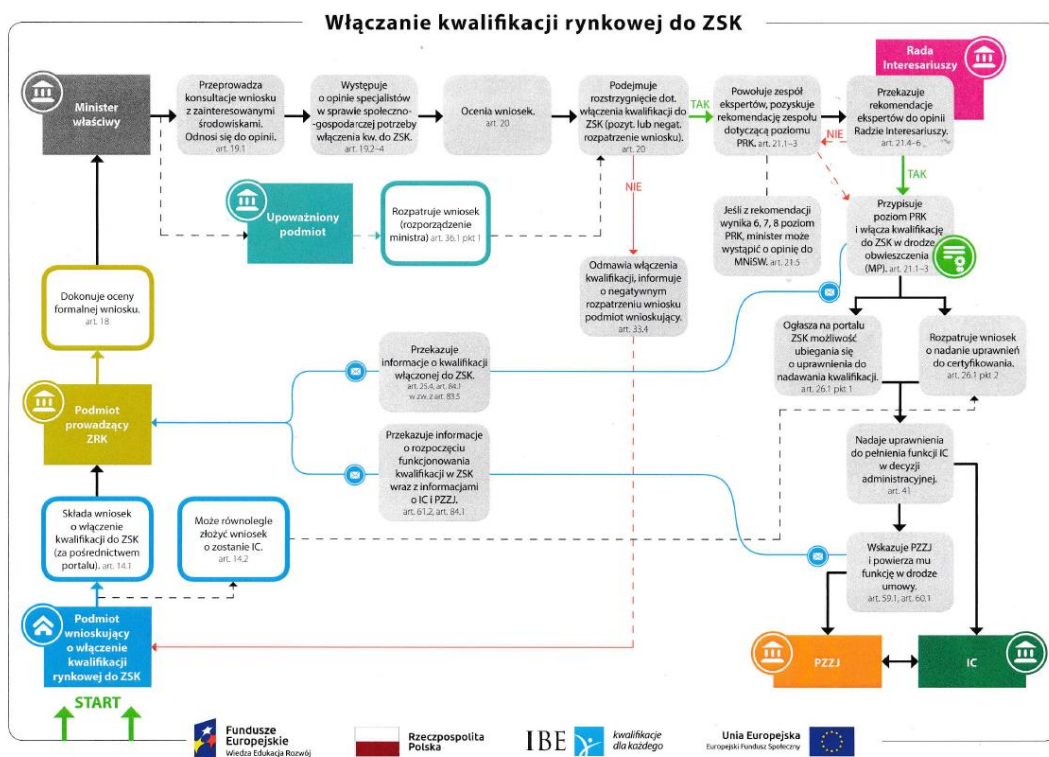 Włączanie kwalifikacji rynkowej do ZSK
Minister
właściwy
Przeprowadza
konsultacje wniosku
z zainteresowanymi
środowiskami.
Odnosi się do opinii.
art. 19.1
Występuje
o opinie specjalistów
w sprawie społeczno-
-gospodarczej potrzeby
włączenia kw. do ZSK.
art. 19.2–4
Ocenia wniosek.
art. 20
Podejmuje
rozstrzygnięcie dot.
włączenia kwalifikacji do
ZSK (pozyt. lub negat.
rozpatrzenie wniosku).
art. 20
TAK
Powołuje zespół
ekspertów, pozyskuje
rekomendację zespołu
dotyczącą poziomu
PRK. art. 21.1–3
Rada
Interesariuszy
Przekazuje
rekomendacje
ekspertów do opinii
Radzie Interesariuszy.
art. 21.4–6
NIE
TAK
NIE
Upoważniony
podmiot
Rozpatruje wniosek
(rozporządzenie
ministra) art. 36.1 pkt 1
Jeśli z rekomendacji
wynika 6, 7, 8 poziom
PRK, minister może
wystąpić o opinię do
MNiSW. art. 21.5
Przypisuje
poziom PRK
i włącza kwalifikację
do ZSK w drodze
obwieszczenia
(MP). art. 21.1–3
Dokonuje oceny
formalnej wniosku.
art. 18
Odmawia włączenia
kwalifikacji, informuje
o negatywnym
rozpatrzeniu wniosku
podmiot wnioskujący.
art. 33.4
Ogłasza na portalu
ZSK możliwość
ubiegania się
o uprawnienia do
nadawania kwalifikacji.
art. 26.1 pkt 1
Rozpatruje wniosek
o nadanie uprawnień
do certyfikowania.
art. 26.1 pkt 2
Przekazuje
informacje o kwalifikacji
włączonej do ZSK.
art. 25.4, art. 84.1
w zw. z art. 83.5
Podmiot
prowadzący
ZRK
Przekazuje informacje
o rozpoczęciu
funkcjonowania
kwalifikacji w ZSK
wraz z informacjami
o IC i PZZJ.
art. 61.2, art. 84.1
Nadaje uprawnienia
do pełnienia funkcji IC
w decyzji
administracyjnej.
art. 41
Składa wniosek
o włączenie
kwalifikacji do ZSK
(za pośrednictwem
portalu). art. 14.1
Może równolegle
złożyć wniosek
o zostanie IC.
art. 14.2
Wskazuje PZZJ
i powierza mu
funkcję w drodze
umowy.
art. 59.1, art. 60.1
Podmiot
wnioskujący
o włączenie
kwalifikacji
rynkowej do ZSK
PZZJ
IC
START
Fundusze
Europejskie
Wiedza Edukacja Rozwój
Rzeczpospolita
Polska
IBE
kwalifikacje
dla każdego
Unia Europejska
Europejski Fundusz Społeczny